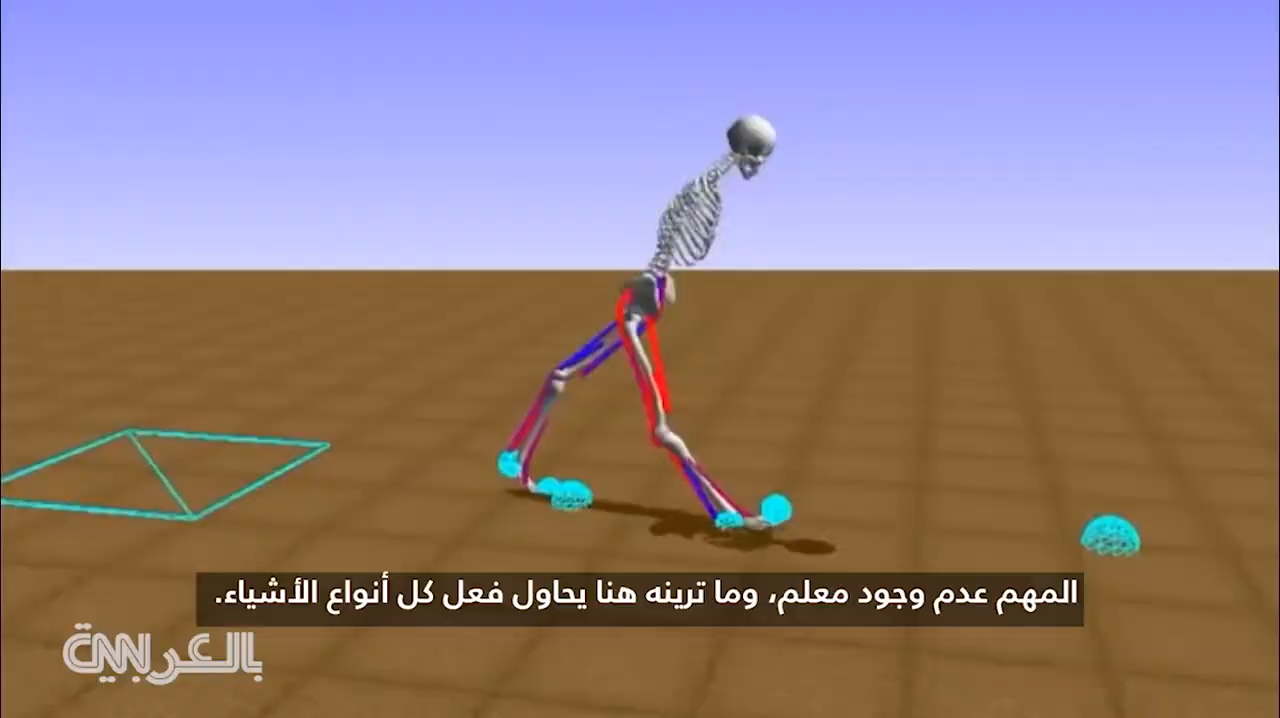 المهم عدم وجود معلم، وما ترينه هنا يحاول فعل كل أنواع الأشياء.
CNN بالعربية